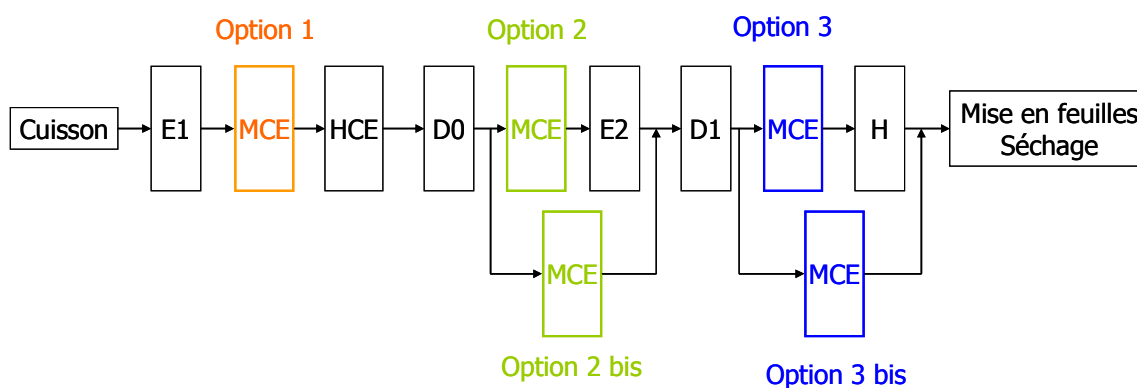 Option 1
Option 2
Option 3
Cuisson
E1
MCE
HCE
D0
MCE
E2
D1
MCE
H
Mise en feuilles
Séchage
MCE
MCE
Option 2 bis
Option 3 bis